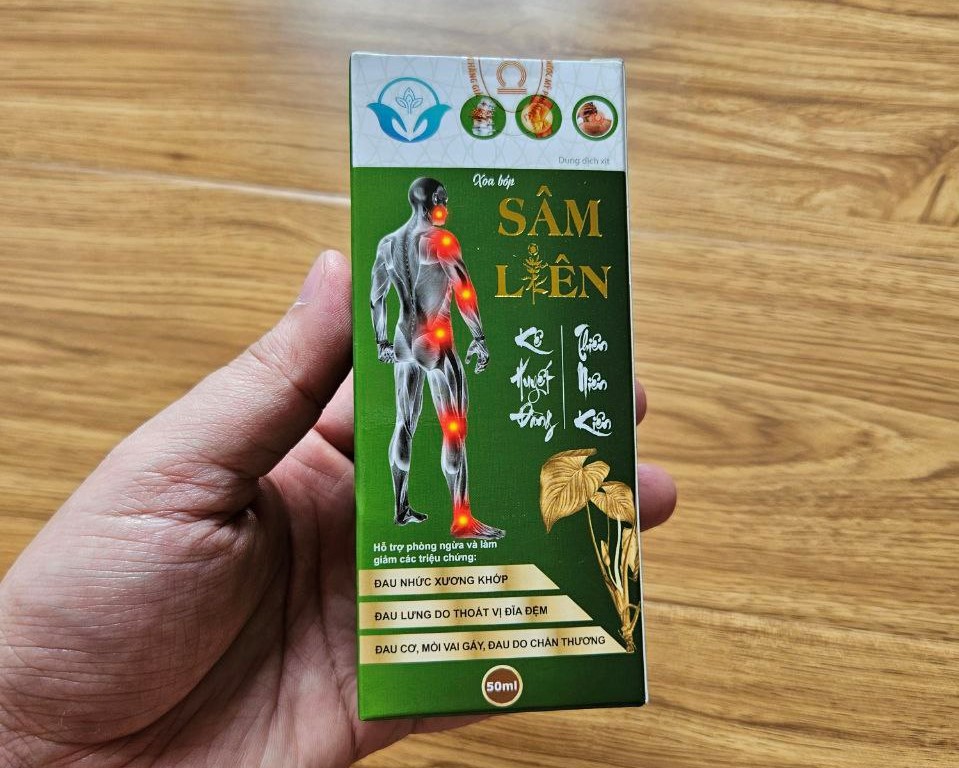 Dung dịch xịt
Xoa bóp
SÂM
LIÊN
Kê
Huyết
Đằng
Thiên
Niên
Kiện
Hỗ trợ phòng ngừa và làm
giảm các triệu chứng:
ĐAU NHỨC XƯƠNG KHỚP
ĐAU LƯNG DO THOÁT VỊ ĐĨA ĐỆM
ĐAU CƠ, MỎI VAI GÁY, ĐAU DO CHẤN THƯƠNG
50ml